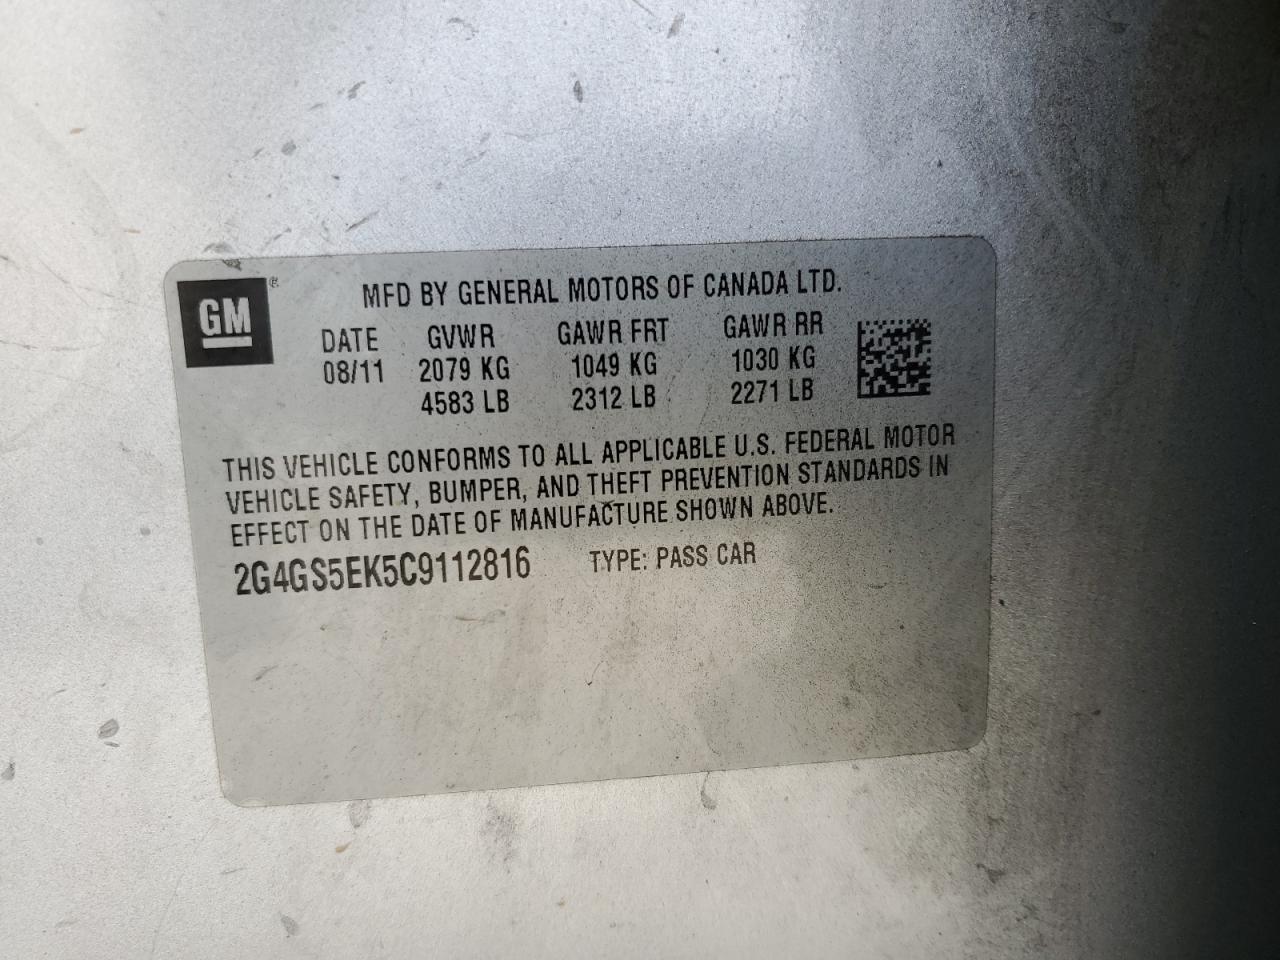 GM ®
MFD BY GENERAL MOTORS OF CANADA LTD.
DATE GVWR GAWR FRT GAWR RR
08/11 2079 KG 1049 KG 1030 KG
4583 LB 2312 LB 2271 LB
THIS VEHICLE CONFORMS TO ALL APPLICABLE U.S. FEDERAL MOTOR
VEHICLE SAFETY, BUMPER, AND THEFT PREVENTION STANDARDS IN
EFFECT ON THE DATE OF MANUFACTURE SHOWN ABOVE.
2G4GS5EK5C9112816 TYPE: PASS CAR